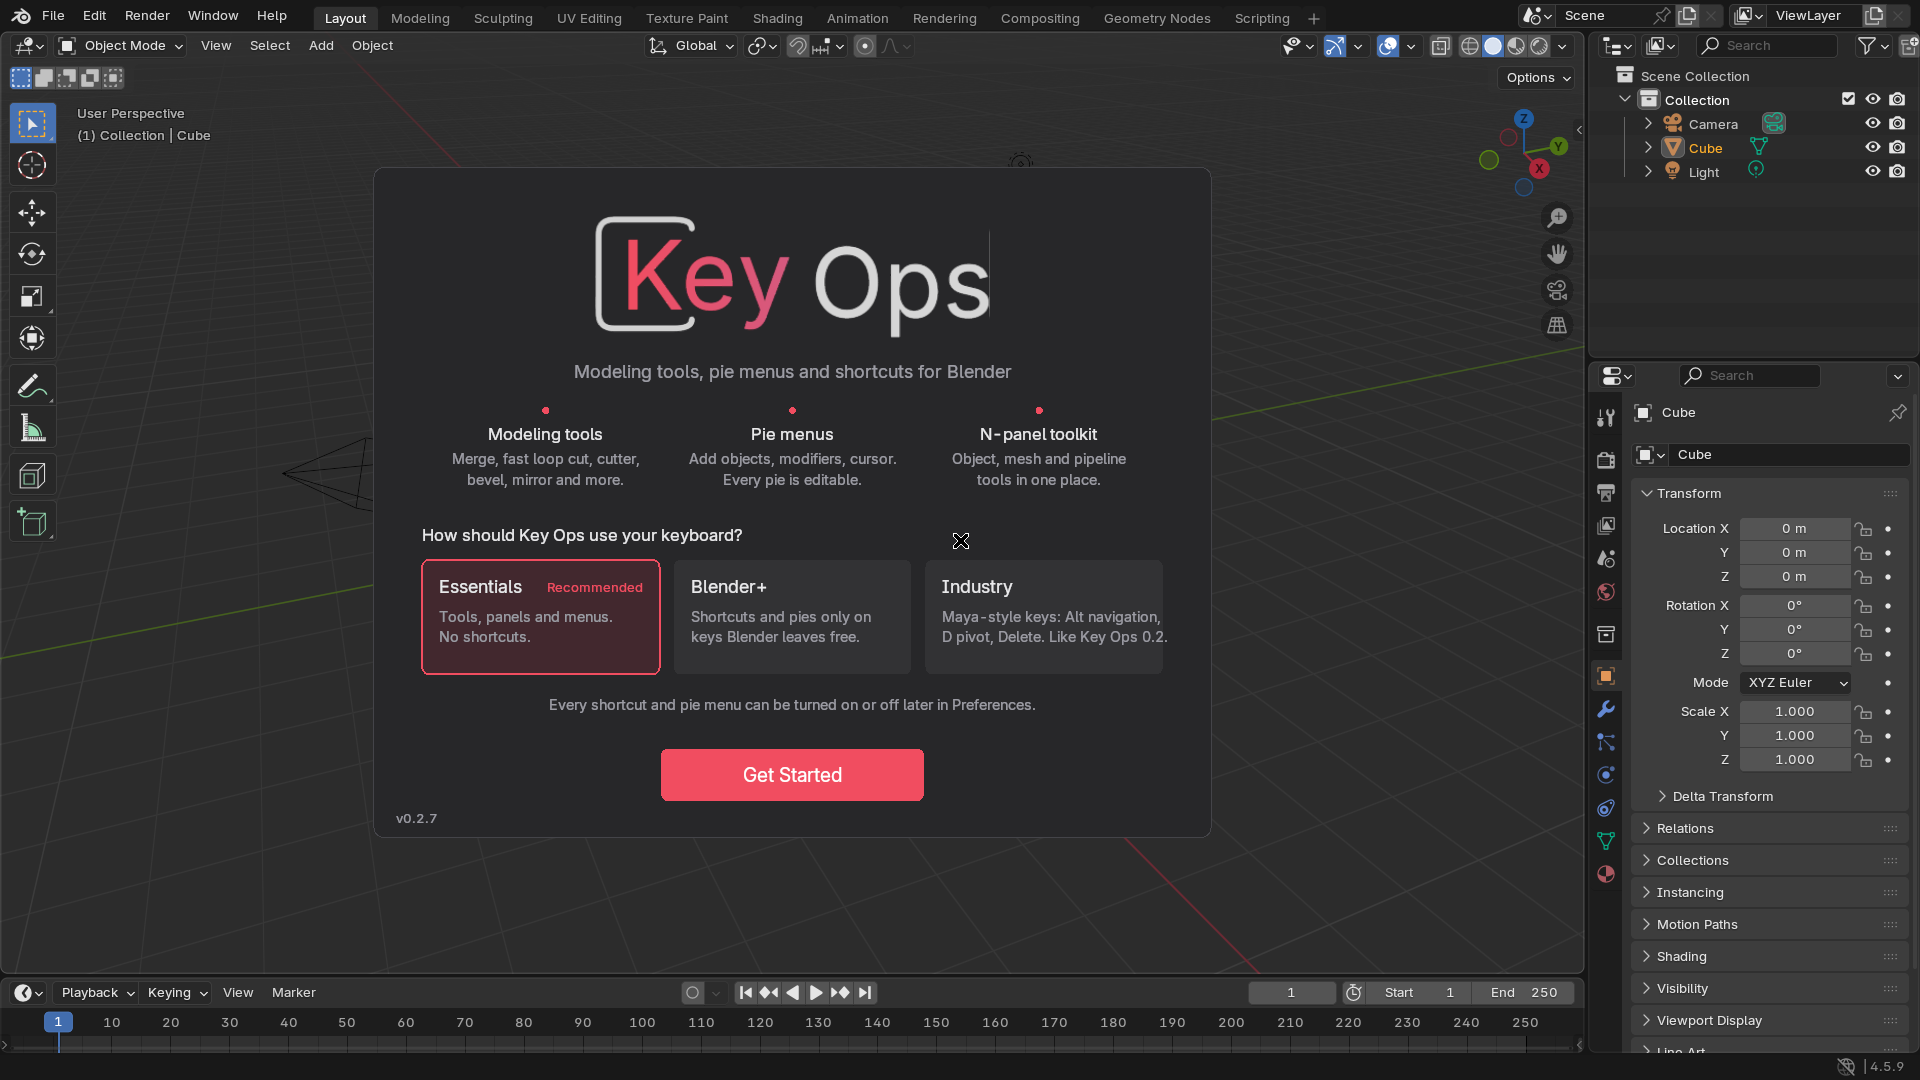 File Edit Render Window Help Layout Modeling Sculpting UV Editing Texture Paint Shading Animation Rendering Compositing Geometry Nodes Scripting + Scene ViewLayer
Object Mode View Select Add Object Global Search
Options
User Perspective
(1) Collection | Cube
Scene Collection
Collection
Camera
Cube
Light
Z
Y
X
Key Ops
Modeling tools, pie menus and shortcuts for Blender
Modeling tools
Merge, fast loop cut, cutter,
bevel, mirror and more.
Pie menus
Add objects, modifiers, cursor.
Every pie is editable.
N-panel toolkit
Object, mesh and pipeline
tools in one place.
How should Key Ops use your keyboard?
Essentials Recommended
Tools, panels and menus.
No shortcuts.
Blender+
Shortcuts and pies only on
keys Blender leaves free.
Industry
Maya-style keys: Alt navigation,
D pivot, Delete. Like Key Ops 0.2.
Every shortcut and pie menu can be turned on or off later in Preferences.
Get Started
v0.2.7
Search
Cube
Cube
Transform
Location X 0 m
Y 0 m
Z 0 m
Rotation X 0°
Y 0°
Z 0°
Mode XYZ Euler
Scale X 1.000
Y 1.000
Z 1.000
Delta Transform
Relations
Collections
Instancing
Motion Paths
Shading
Visibility
Viewport Display
Line Art
Playback Keying View Marker 1 Start 1 End 250
1 10 20 30 40 50 60 70 80 90 100 110 120 130 140 150 160 170 180 190 200 210 220 230 240 250
4.5.9